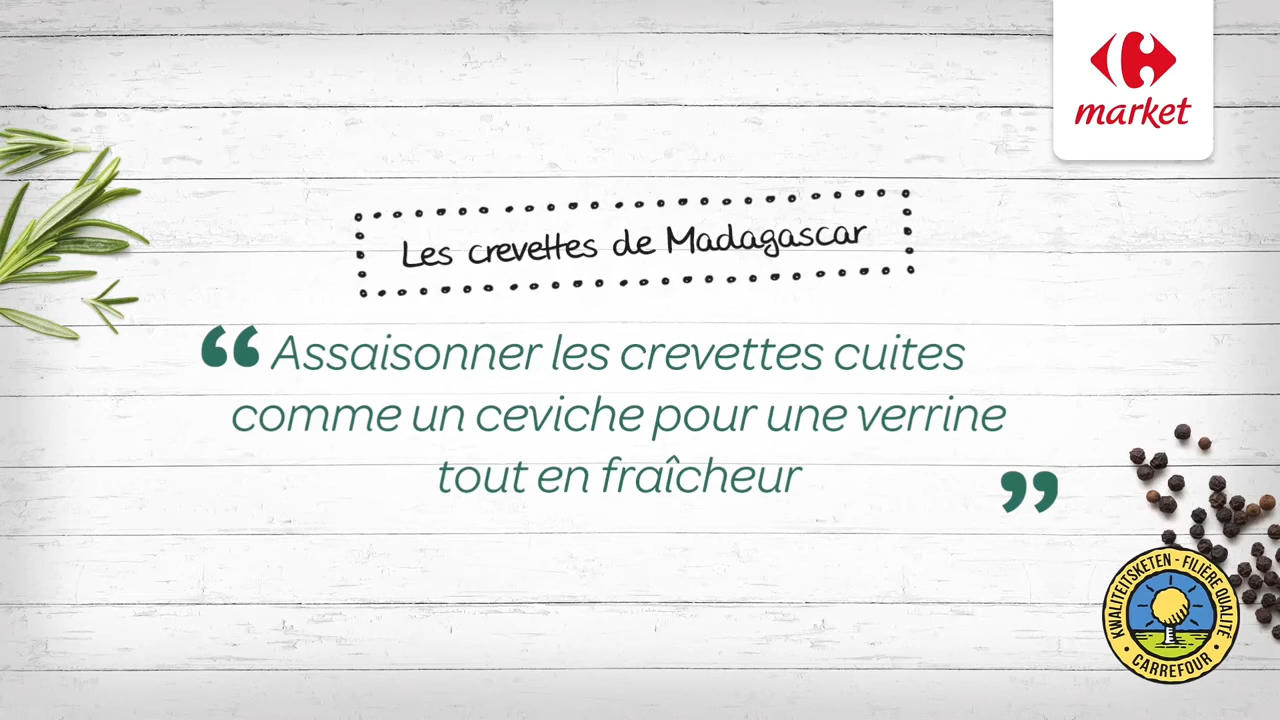 market
Les crevettes de Madagascar
“ Assaisonner les crevettes cuites
comme un ceviche pour une verrine
tout en fraîcheur ”
KWALITEITSKETEN - FILIÈRE QUALITÉ
• CARREFOUR •